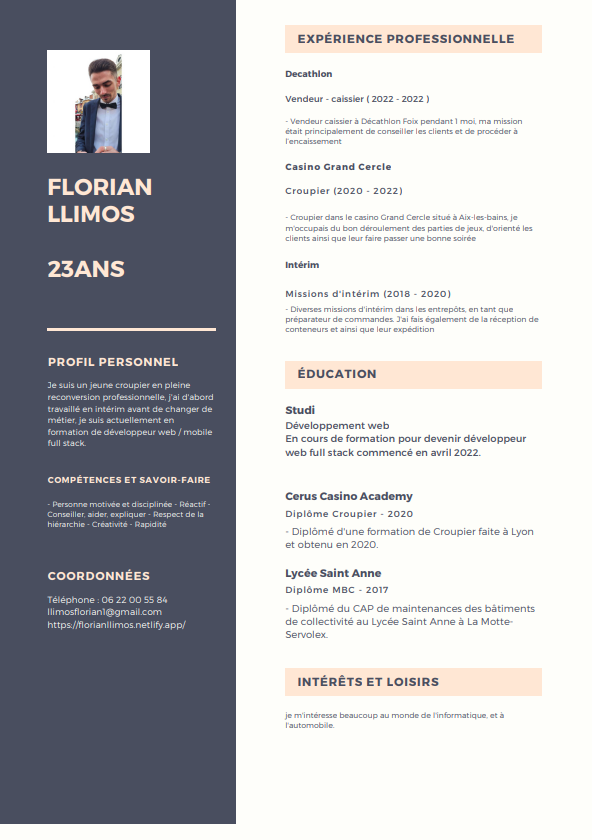 FLORIAN
LLIMOS
23ANS
PROFIL PERSONNEL
Je suis un jeune croupier en pleine
reconversion professionnelle, j'ai d'abord
travaillé en intérim avant de changer de
métier, je suis actuellement en
formation de développeur web / mobile
full stack.
COMPÉTENCES ET SAVOIR-FAIRE
- Personne motivée et disciplinée - Réactif -
Conseiller, aider, expliquer - Respect de la
hiérarchie - Créativité - Rapidité
COORDONNÉES
Téléphone : 06 22 00 55 84
llimosflorian1@gmail.com
https://florianllimos.netlify.app/
EXPÉRIENCE PROFESSIONNELLE
Decathlon
Vendeur - caissier ( 2022 - 2022 )
- Vendeur caissier à Décathlon Foix pendant 1 moi, ma mission
était principalement de conseiller les clients et de procéder à
l'encaissement
Casino Grand Cercle
Croupier (2020 - 2022)
- Croupier dans le casino Grand Cercle situé à Aix-les-bains, je
m'occupais du bon déroulement des parties de jeux, d'orienté les
clients ainsi que leur faire passer une bonne soirée
Intérim
Missions d'intérim (2018 - 2020)
- Diverses missions d'intérim dans les entrepôts, en tant que
préparateur de commandes. J'ai fais également de la réception de
conteneurs et ainsi que leur expédition
ÉDUCATION
Studi
Développement web
En cours de formation pour devenir développeur
web full stack commencé en avril 2022.
Cerus Casino Academy
Diplôme Croupier - 2020
- Diplômé d'une formation de Croupier faite à Lyon
et obtenu en 2020.
Lycée Saint Anne
Diplôme MBC - 2017
- Diplômé du CAP de maintenances des bâtiments
de collectivité au Lycée Saint Anne à La Motte-
Servolex.
INTÉRÊTS ET LOISIRS
je m'intéresse beaucoup au monde de l'informatique, et à
l'automobile.